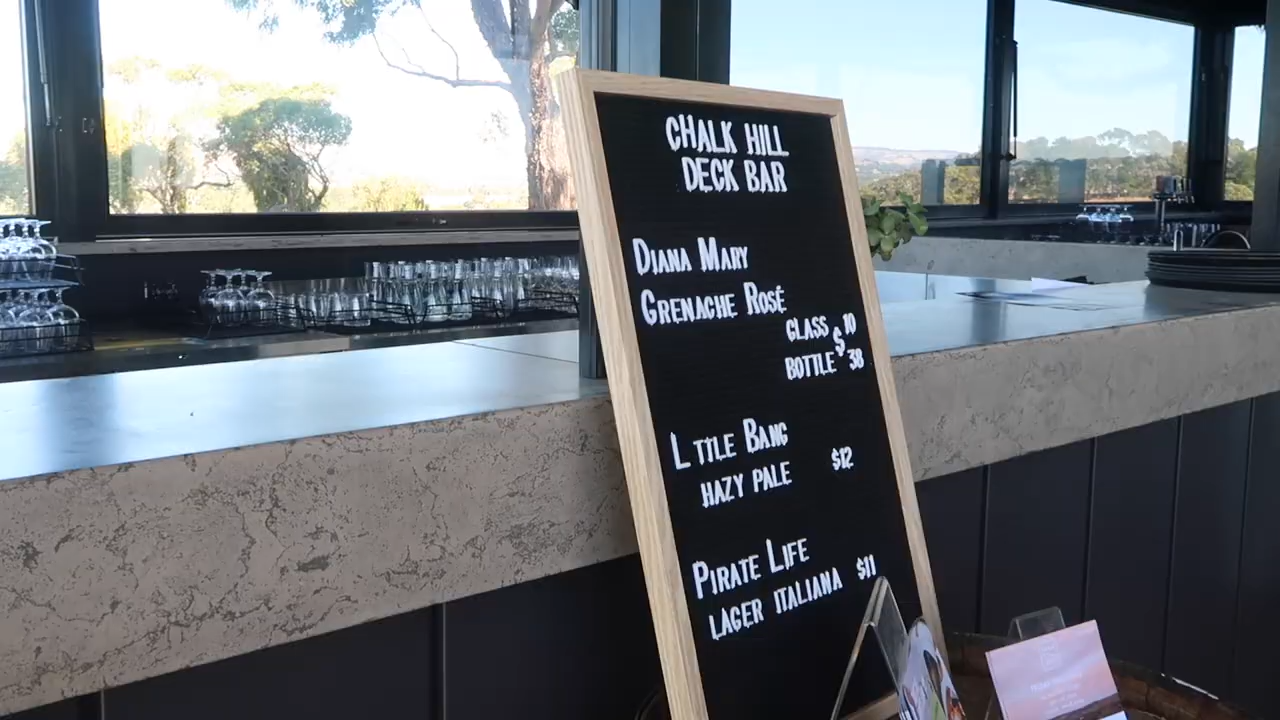 CHALK HILL
DECK BAR
DIANA MARY
GRENACHE ROSÉ
GLASS $10
BOTTLE 38
L TTLE BANG
HAZY PALE $12
PIRATE LIFE
LAGER ITALIANA $11